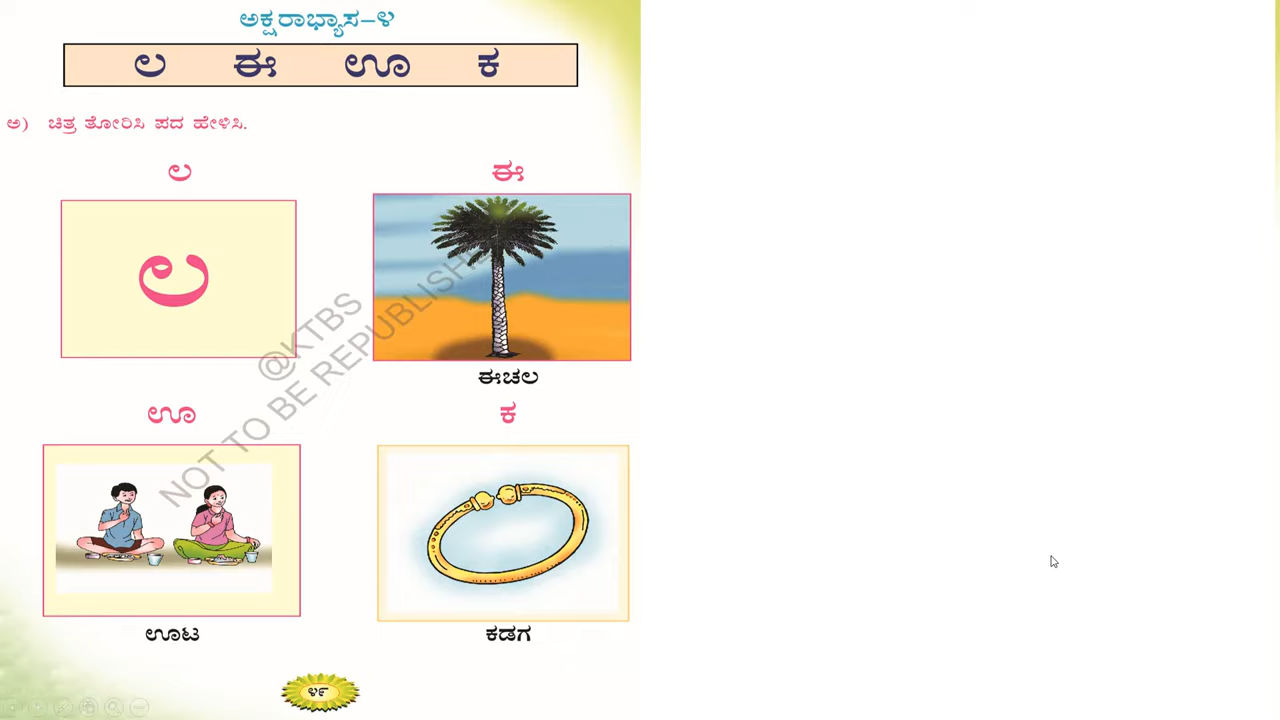 ಅಕ್ಷರಾಭ್ಯಾಸ–೪
ಲ ಈ ಊ ಕ
ಅ) ಚಿತ್ರ ತೋರಿಸಿ ಪದ ಹೇಳಿಸಿ.
ಲ ಈ
ಲ
ಈಚಲ
ಊ ಕ
ಊಟ ಕಡಗ
@KTBS
NOT TO BE REPUBLISHED
೪೯